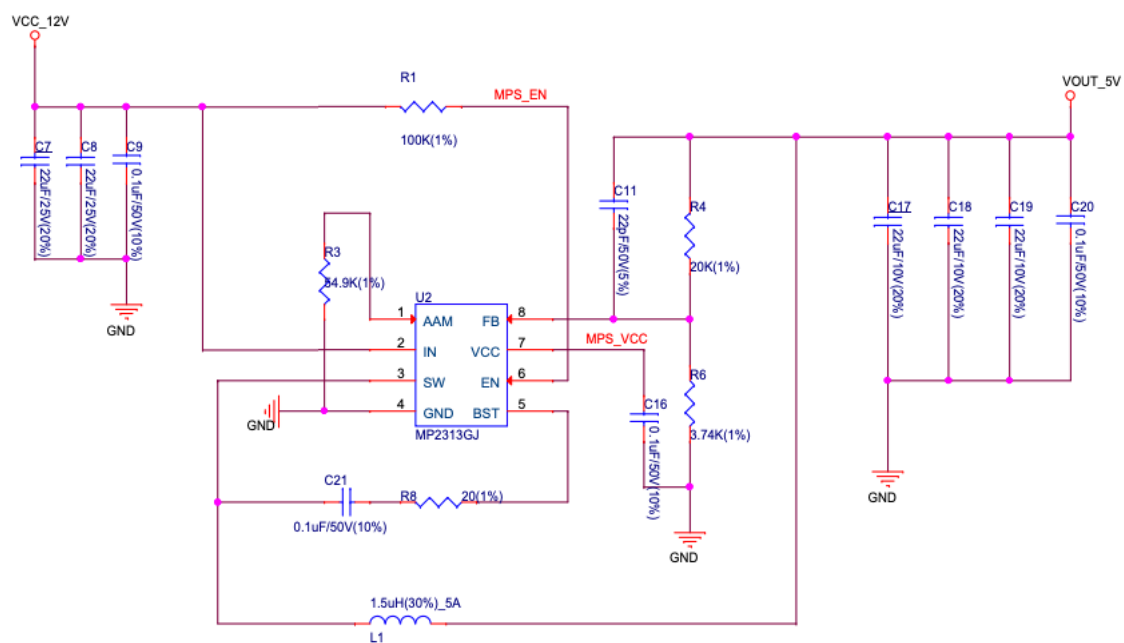 VCC_12V
R1
MPS_EN
100K(1%)
VOUT_5V
C7
22uF/25V(20%)
C8
22uF/25V(20%)
C9
0.1uF/50V(10%)
GND
R3
54.9K(1%)
C11
22pF/50V(5%)
R4
20K(1%)
C17
22uF/10V(20%)
C18
22uF/10V(20%)
C19
22uF/10V(20%)
C20
0.1uF/50V(10%)
GND
U2
1 AAM FB 8
2 IN VCC 7
3 SW EN 6
4 GND BST 5
MP2313GJ
GND
MPS_VCC
C16
0.1uF/50V(10%)
R6
3.74K(1%)
GND
C21
0.1uF/50V(10%)
R8
20(1%)
1.5uH(30%)_5A
L1